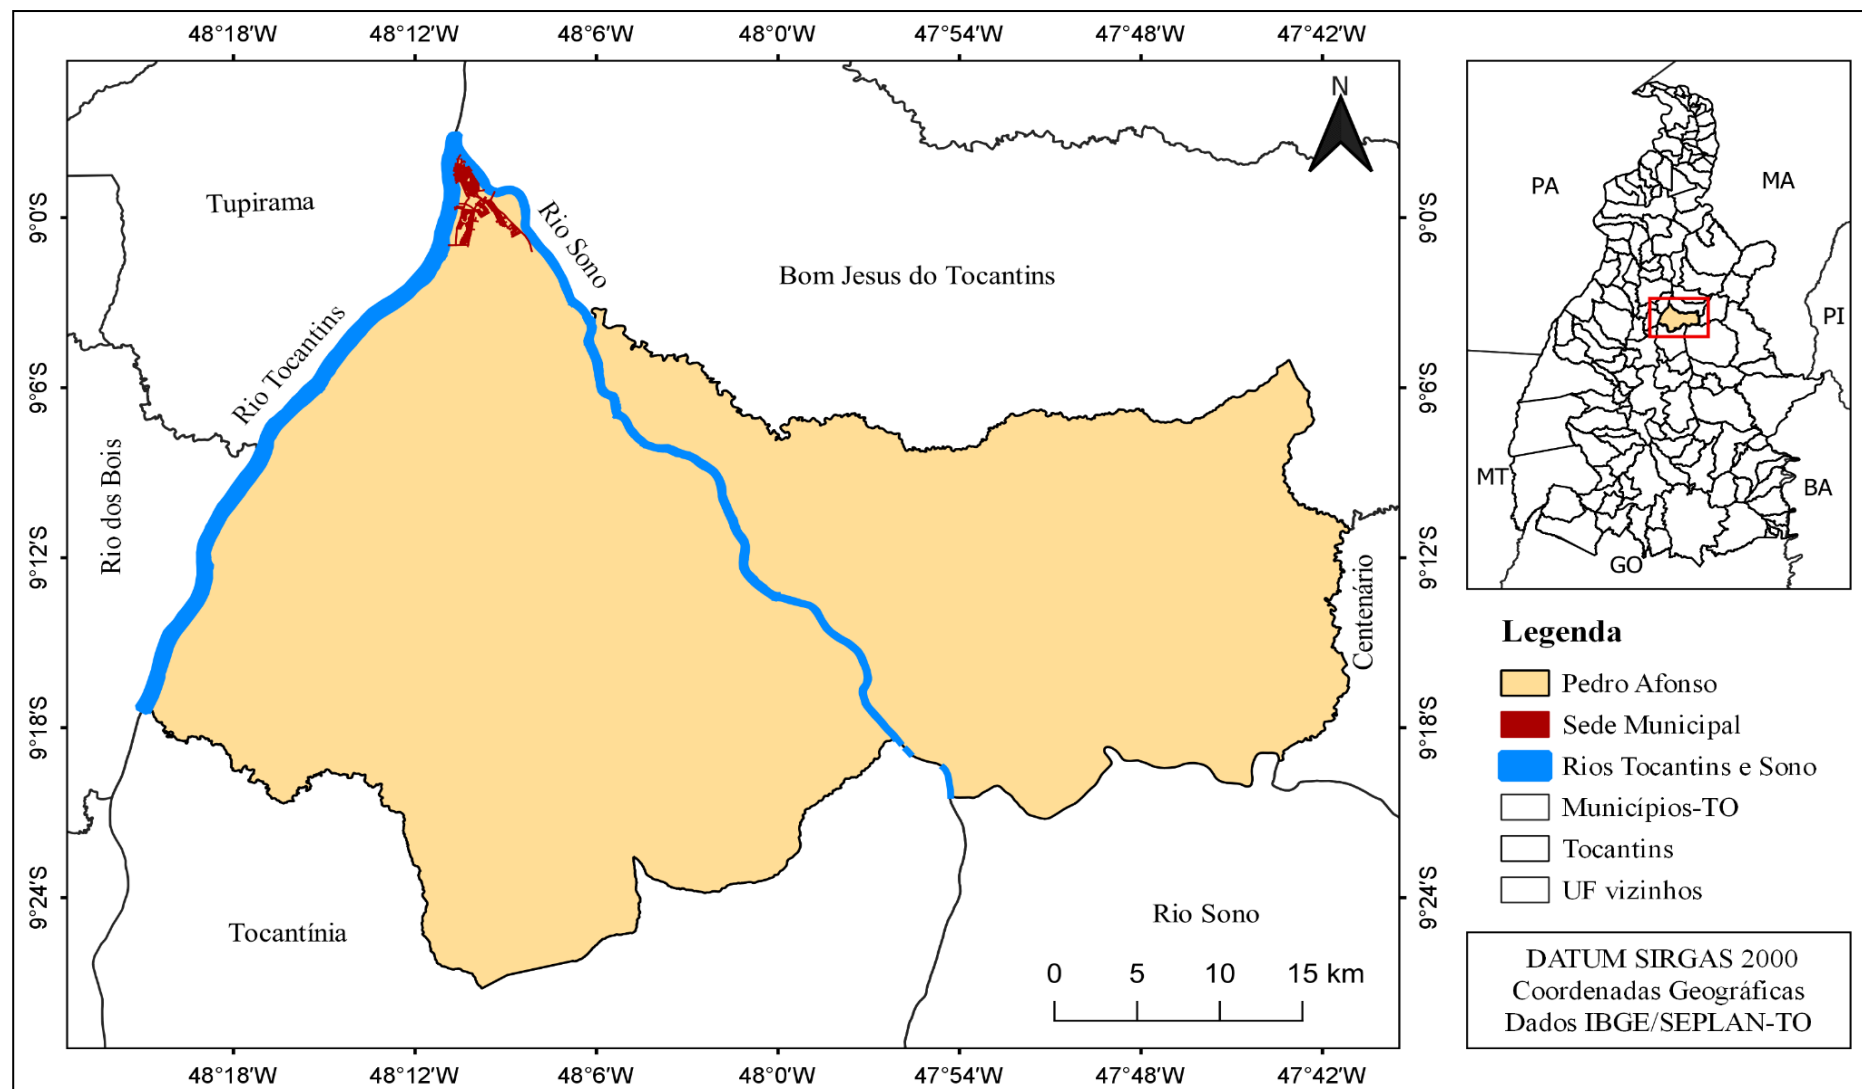 48°18'W 48°12'W 48°6'W 48°0'W 47°54'W 47°48'W 47°42'W
N
PA
MA
PI
MT
BA
GO
9°0'S
9°6'S
9°12'S
9°18'S
9°24'S
Tupirama
Rio Sono
Bom Jesus do Tocantins
Rio Tocantins
Rio dos Bois
Centenário
Tocantínia
Rio Sono
0 5 10 15 km
9°0'S
9°6'S
9°12'S
9°18'S
9°24'S
48°18'W 48°12'W 48°6'W 48°0'W 47°54'W 47°48'W 47°42'W
Legenda
Pedro Afonso
Sede Municipal
Rios Tocantins e Sono
Municípios-TO
Tocantins
UF vizinhos
DATUM SIRGAS 2000
Coordenadas Geográficas
Dados IBGE/SEPLAN-TO